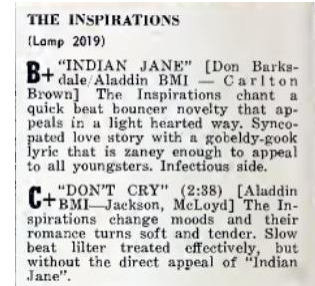 THE INSPIRATIONS
(Lamp 2019)
B+ “INDIAN JANE” [Don Barks-
dale/Aladdin BMI — Carlton
Brown] The Inspirations chant a
quick beat bouncer novelty that ap-
peals in a light hearted way. Synco-
pated love story with a gobeldy-gook
lyric that is zaney enough to appeal
to all youngsters. Infectious side.
C+ “DON’T CRY” (2:38) [Aladdin
BMI—Jackson, McLoyd] The In-
spirations change moods and their
romance turns soft and tender. Slow
beat lilter treated effectively, but
without the direct appeal of “Indian
Jane”.